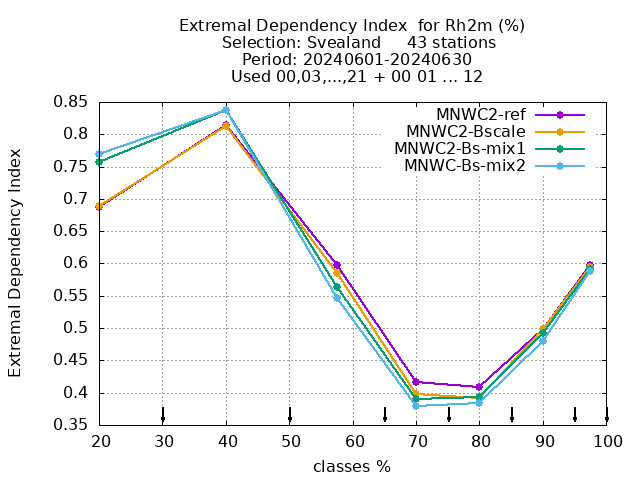 Extremal Dependency Index  for Rh2m (%)
Selection: Svealand     43 stations
Period: 20240601-20240630
Used 00,03,...,21 + 00 01 ... 12
MNWC2-ref
MNWC2-Bscale
MNWC2-Bs-mix1
MNWC-Bs-mix2
Extremal Dependency Index
0.85
0.8
0.75
0.7
0.65
0.6
0.55
0.5
0.45
0.4
0.35
20 30 40 50 60 70 80 90 100
classes %